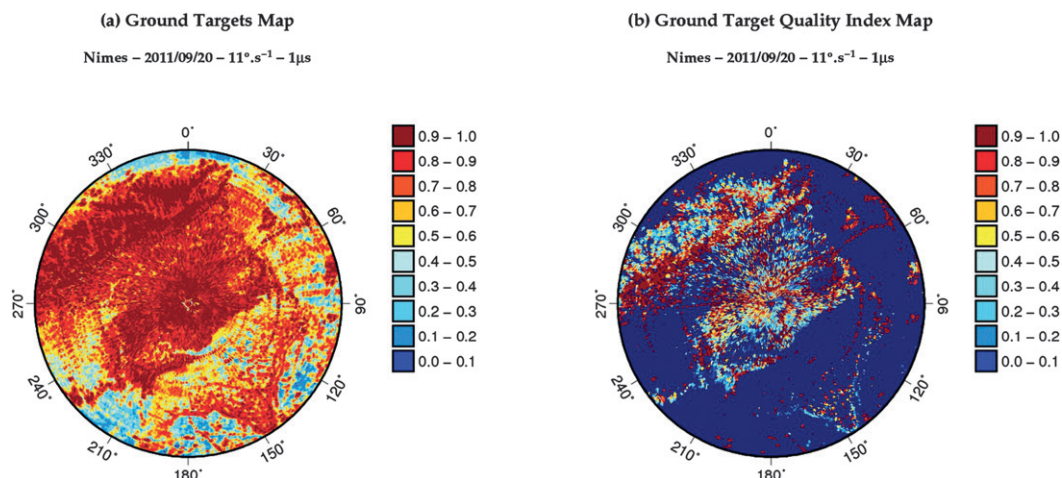 (a) Ground Targets Map
Nimes – 2011/09/20 – 11°.s⁻¹ – 1μs
0°
30°
60°
90°
120°
150°
180°
210°
240°
270°
300°
330°
0.9 – 1.0
0.8 – 0.9
0.7 – 0.8
0.6 – 0.7
0.5 – 0.6
0.4 – 0.5
0.3 – 0.4
0.2 – 0.3
0.1 – 0.2
0.0 – 0.1
(b) Ground Target Quality Index Map
Nimes – 2011/09/20 – 11°.s⁻¹ – 1μs
0°
30°
60°
90°
120°
150°
180°
210°
240°
270°
300°
330°
0.9 – 1.0
0.8 – 0.9
0.7 – 0.8
0.6 – 0.7
0.5 – 0.6
0.4 – 0.5
0.3 – 0.4
0.2 – 0.3
0.1 – 0.2
0.0 – 0.1